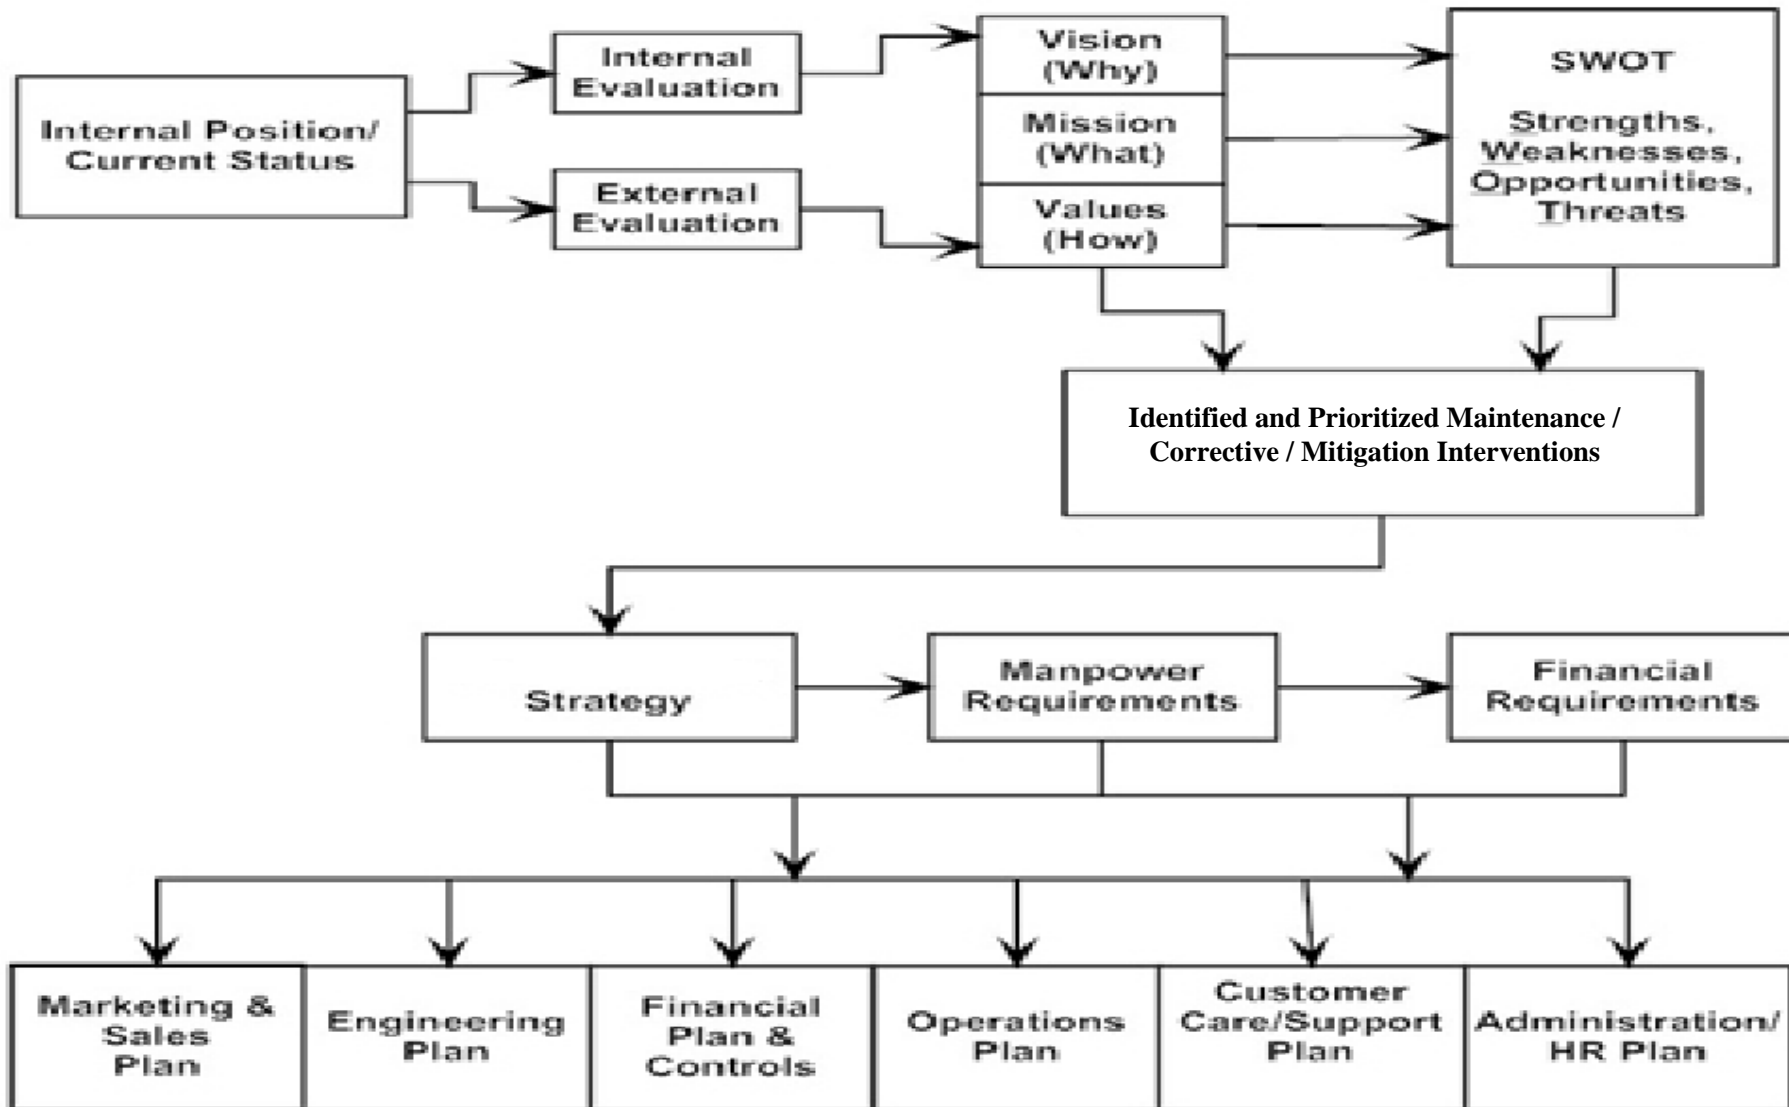 Internal Position/
Current Status
Internal
Evaluation
External
Evaluation
Vision
(Why)
Mission
(What)
Values
(How)
SWOT
Strengths,
Weaknesses,
Opportunities,
Threats
Identified and Prioritized Maintenance /
Corrective / Mitigation Interventions
Strategy
Manpower
Requirements
Financial
Requirements
Marketing &
Sales
Plan
Engineering
Plan
Financial
Plan &
Controls
Operations
Plan
Customer
Care/Support
Plan
Administration/
HR Plan